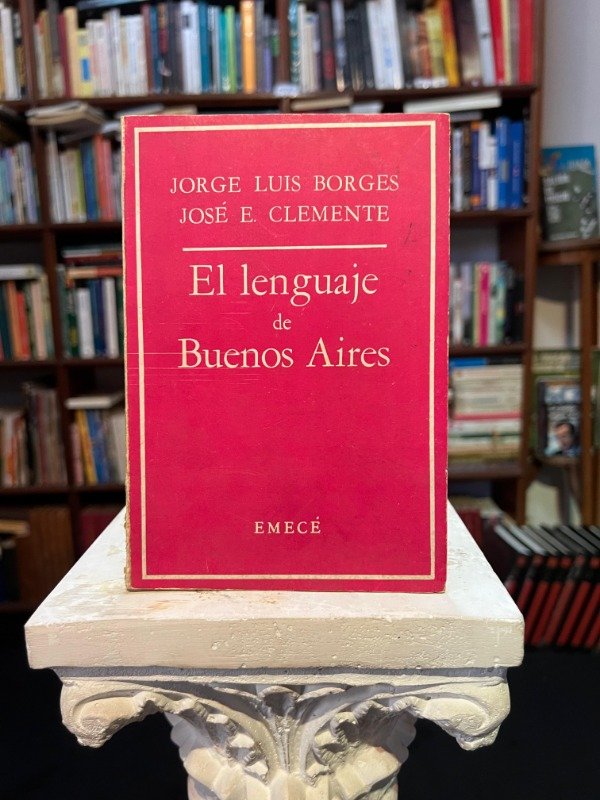 JORGE LUIS BORGES
JOSÉ E. CLEMENTE
El lenguaje
de
Buenos Aires
EMECÉ